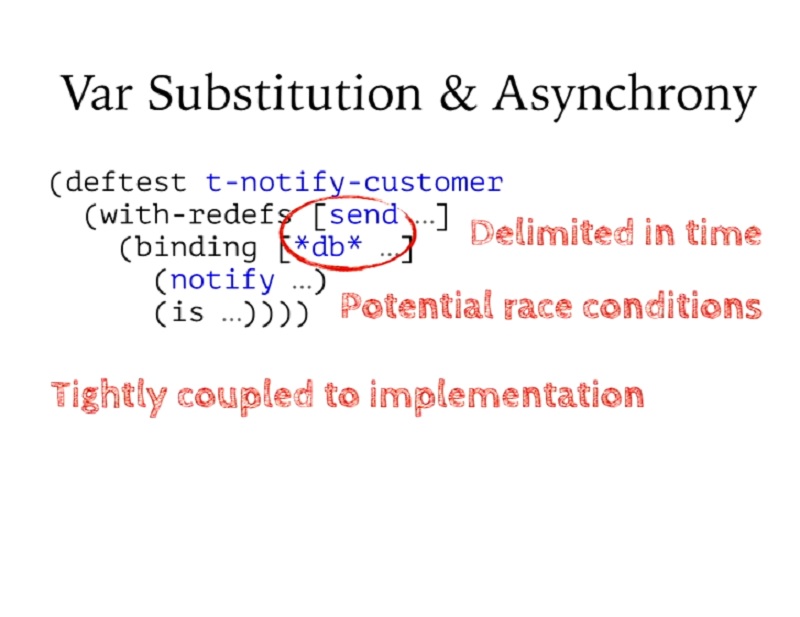 Var Substitution & Asynchrony
(deftest t-notify-customer
(with-redefs [send …]
(binding [*db* …]
(notify …)
(is …))))
Delimited in time
Potential race conditions
Tightly coupled to implementation